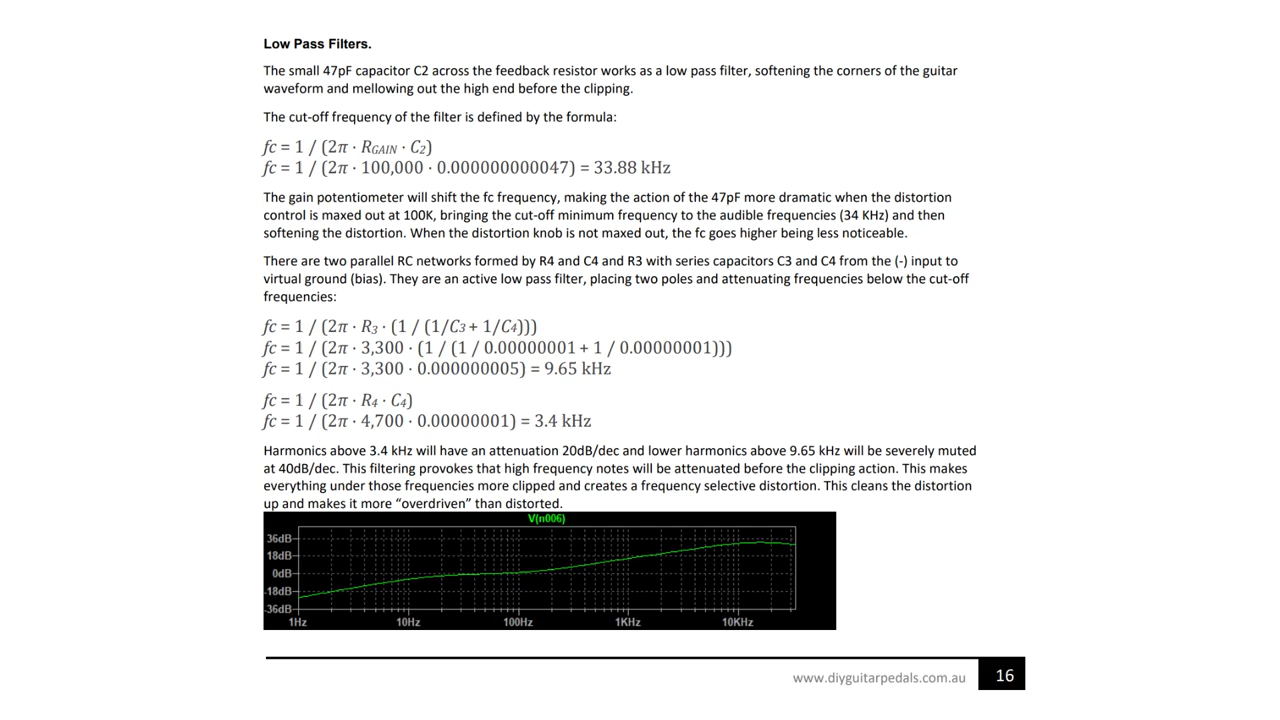 Low Pass Filters.
The small 47pF capacitor C2 across the feedback resistor works as a low pass filter, softening the corners of the guitar
waveform and mellowing out the high end before the clipping.
The cut-off frequency of the filter is defined by the formula:
fc = 1 / (2π · RGAIN · C2)
fc = 1 / (2π · 100,000 · 0.000000000047) = 33.88 kHz
The gain potentiometer will shift the fc frequency, making the action of the 47pF more dramatic when the distortion
control is maxed out at 100K, bringing the cut-off minimum frequency to the audible frequencies (34 KHz) and then
softening the distortion. When the distortion knob is not maxed out, the fc goes higher being less noticeable.
There are two parallel RC networks formed by R4 and C4 and R3 with series capacitors C3 and C4 from the (-) input to
virtual ground (bias). They are an active low pass filter, placing two poles and attenuating frequencies below the cut-off
frequencies:
fc = 1 / (2π · R3 · (1 / (1/C3 + 1/C4)))
fc = 1 / (2π · 3,300 · (1 / (1 / 0.00000001 + 1 / 0.00000001)))
fc = 1 / (2π · 3,300 · 0.000000005) = 9.65 kHz
fc = 1 / (2π · R4 · C4)
fc = 1 / (2π · 4,700 · 0.00000001) = 3.4 kHz
Harmonics above 3.4 kHz will have an attenuation 20dB/dec and lower harmonics above 9.65 kHz will be severely muted
at 40dB/dec. This filtering provokes that high frequency notes will be attenuated before the clipping action. This makes
everything under those frequencies more clipped and creates a frequency selective distortion. This cleans the distortion
up and makes it more “overdriven” than distorted.
V(n006)
36dB
18dB
0dB
-18dB
-36dB
1Hz 10Hz 100Hz 1KHz 10KHz
www.diyguitarpedals.com.au 16